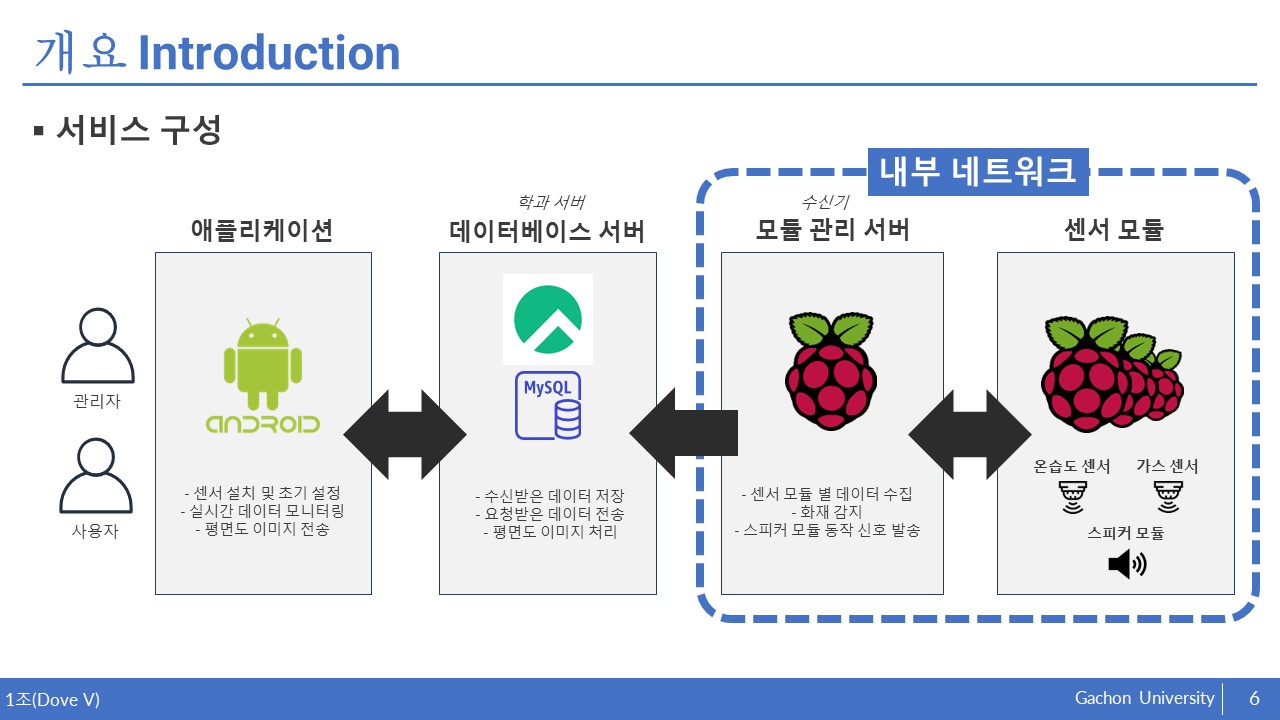 개요 Introduction
▪ 서비스 구성
내부 네트워크
학과 서버
수신기
애플리케이션
데이터베이스 서버
모듈 관리 서버
센서 모듈
관리자
사용자
ANDROID
- 센서 설치 및 초기 설정
- 실시간 데이터 모니터링
- 평면도 이미지 전송
MySQL
- 수신받은 데이터 저장
- 요청받은 데이터 전송
- 평면도 이미지 처리
- 센서 모듈 별 데이터 수집
- 화재 감지
- 스피커 모듈 동작 신호 발송
온습도 센서
가스 센서
스피커 모듈
1조(Dove V)
Gachon University
6